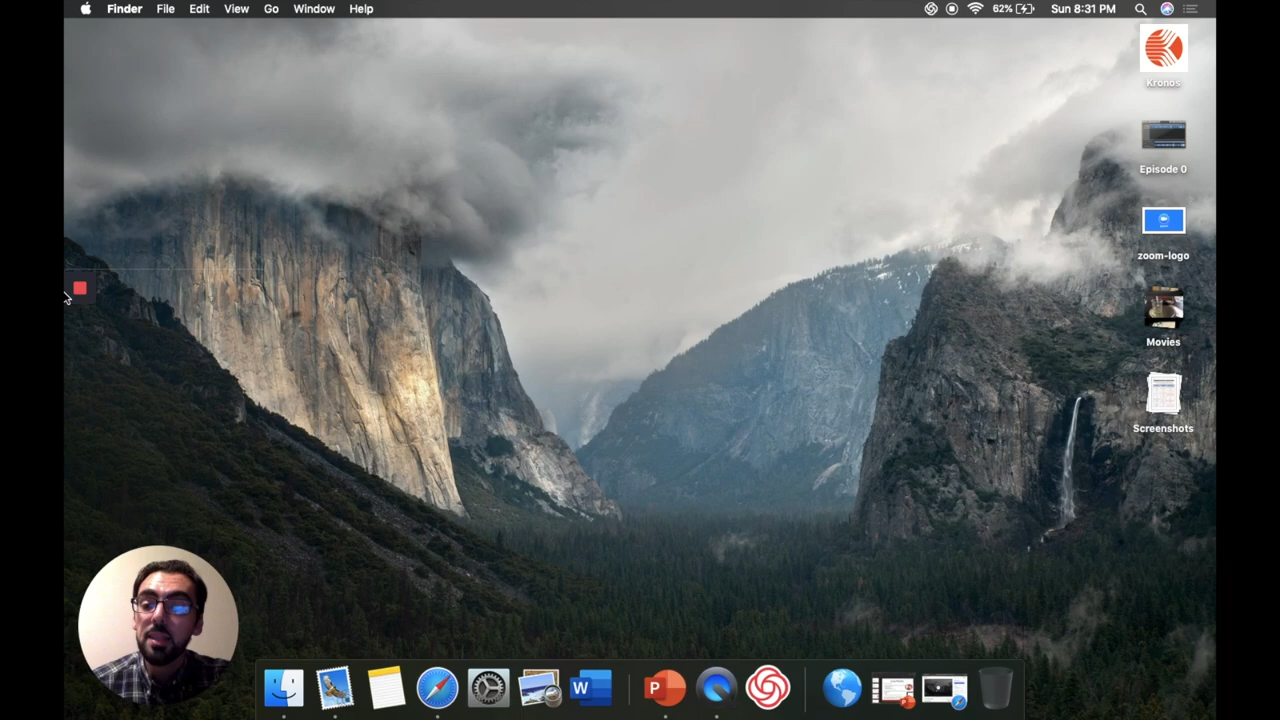 Finder File Edit View Go Window Help 62% Sun 8:31 PM
Kronos
Episode 0
zoom-logo
Movies
Screenshots
W
P